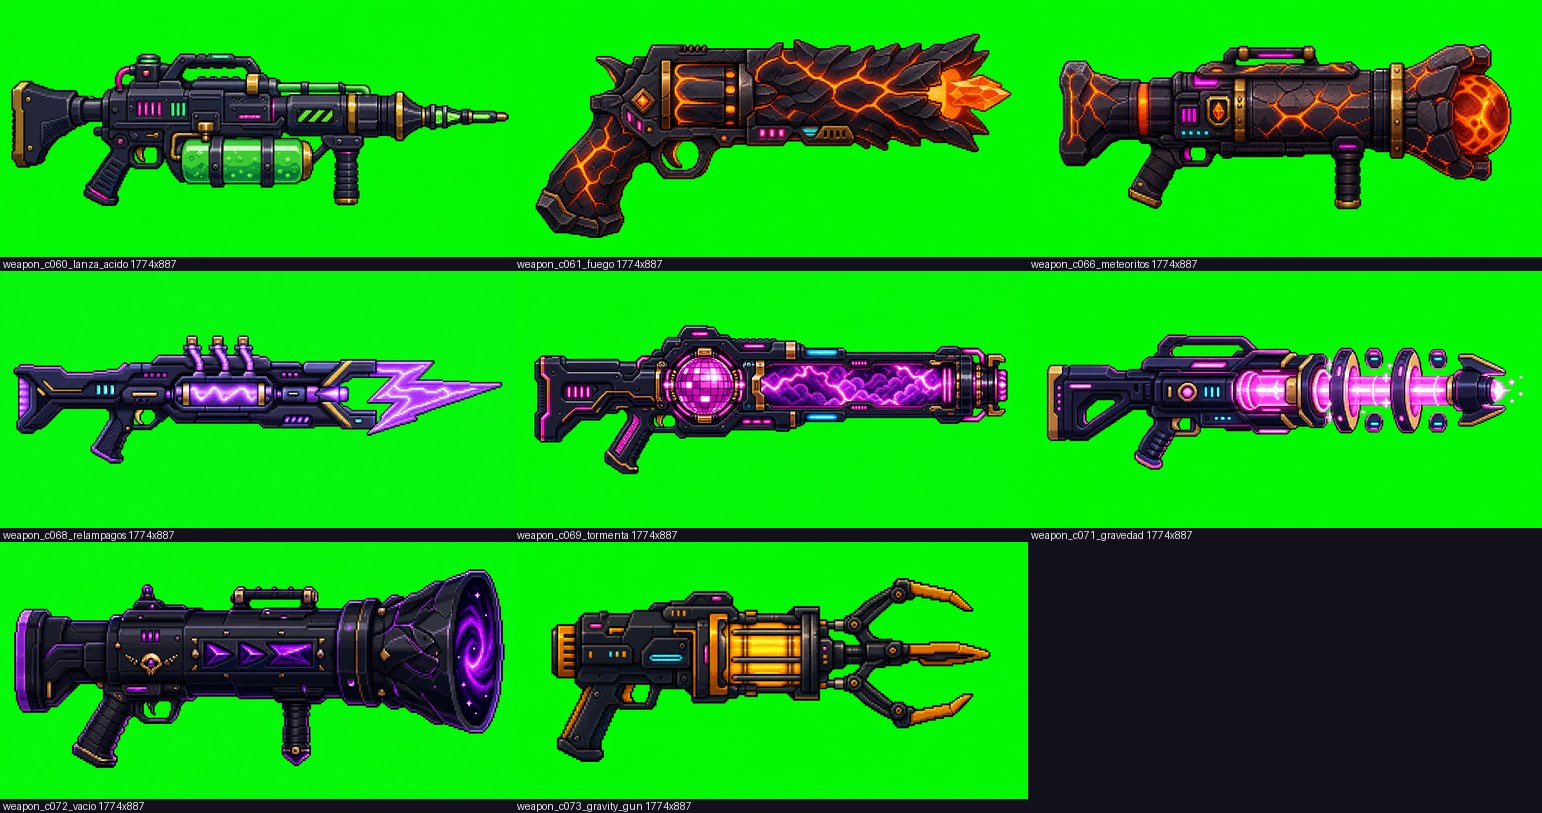 weapon_c060_lanza_acido 1774x887
weapon_c061_fuego 1774x887
weapon_c066_meteoritos 1774x887
weapon_c068_relampagos 1774x887
weapon_c069_tormenta 1774x887
weapon_c071_gravedad 1774x887
weapon_c072_vacio 1774x887
weapon_c073_gravity_gun 1774x887